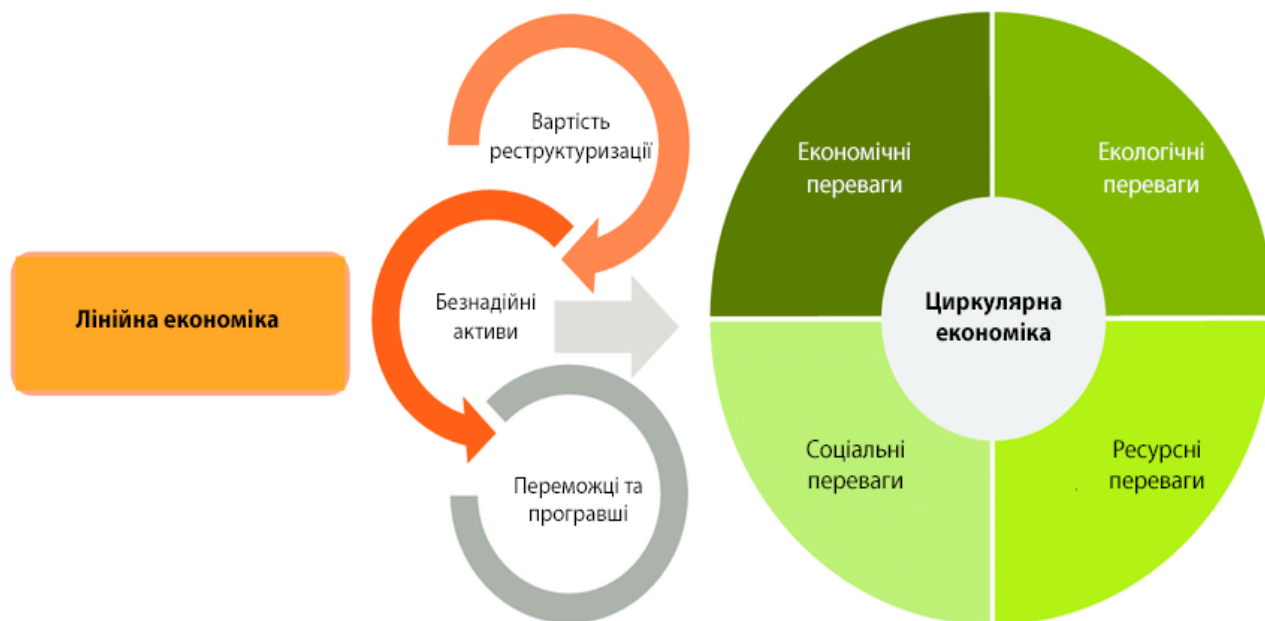 Лінійна економіка
Вартість
реструктуризації
Безнадійні
активи
Переможці та
програвші
Економічні
переваги
Екологічні
переваги
Циркулярна
економіка
Соціальні
переваги
Ресурсні
переваги